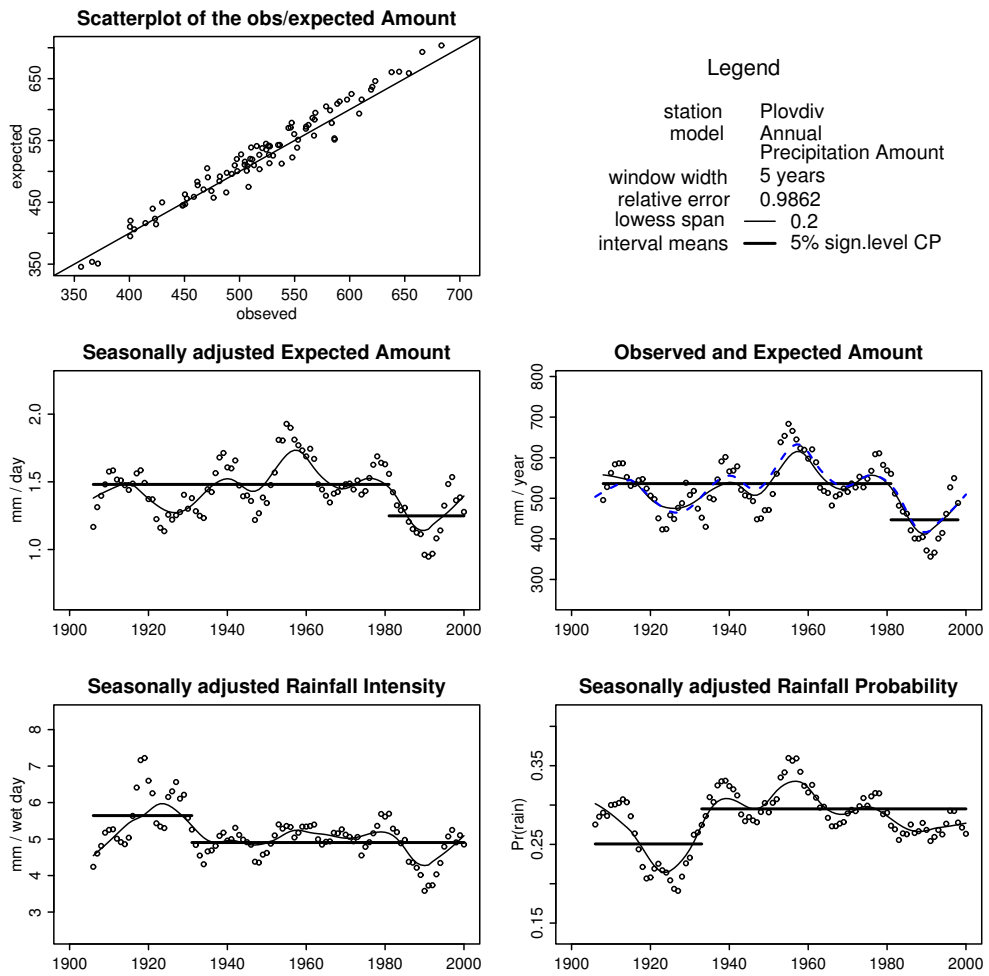 Scatterplot of the obs/expected Amount
expected
650
550
450
350
350 400 450 500 550 600 650 700
obseved
Legend
station Plovdiv
model Annual
Precipitation Amount
window width 5 years
relative error 0.9862
lowess span 0.2
interval means 5% sign.level CP
Seasonally adjusted Expected Amount
mm / day
2.0
1.5
1.0
1900 1920 1940 1960 1980 2000
Observed and Expected Amount
mm / year
800
700
600
500
400
300
1900 1920 1940 1960 1980 2000
Seasonally adjusted Rainfall Intensity
mm / wet day
8
7
6
5
4
3
1900 1920 1940 1960 1980 2000
Seasonally adjusted Rainfall Probability
Pr(rain)
0.35
0.25
0.15
1900 1920 1940 1960 1980 2000